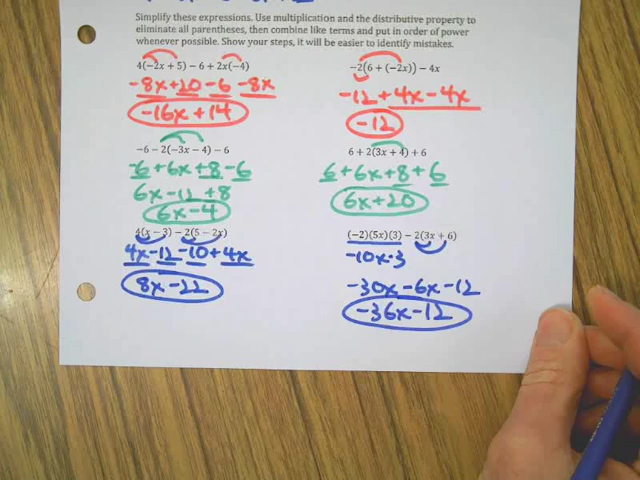 Simplify these expressions. Use multiplication and the distributive property to
eliminate all parentheses, then combine like terms and put in order of power
whenever possible. Show your steps, it will be easier to identify mistakes.
4(−2x + 5) − 6 + 2x(−4)
-8x+20-6-8x
-16x+14
−2(6 + (−2x)) − 4x
-12+4x-4x
-12
−6 − 2(−3x − 4) − 6
-6+6x+8-6
6x-12+8
6x-4
6 + 2(3x + 4) + 6
6+6x+8+6
6x+20
4(x − 3) − 2(5 − 2x)
4x-12-10+4x
8x-22
(−2)(5x)(3) − 2(3x + 6)
-10x·3
-30x-6x-12
-36x-12